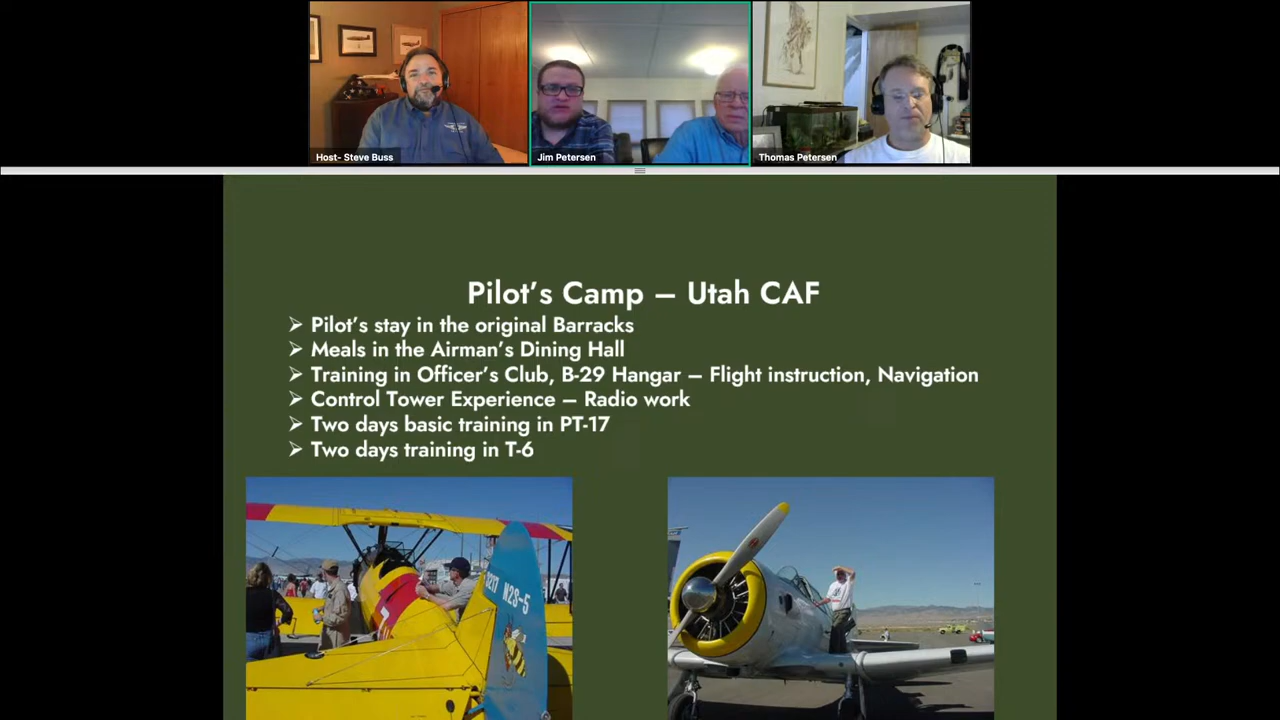 Host- Steve Buss
Jim Petersen
Thomas Petersen
Pilot's Camp – Utah CAF
➢ Pilot's stay in the original Barracks
➢ Meals in the Airman's Dining Hall
➢ Training in Officer's Club, B-29 Hangar – Flight instruction, Navigation
➢ Control Tower Experience – Radio work
➢ Two days basic training in PT-17
➢ Two days training in T-6
N2S-5